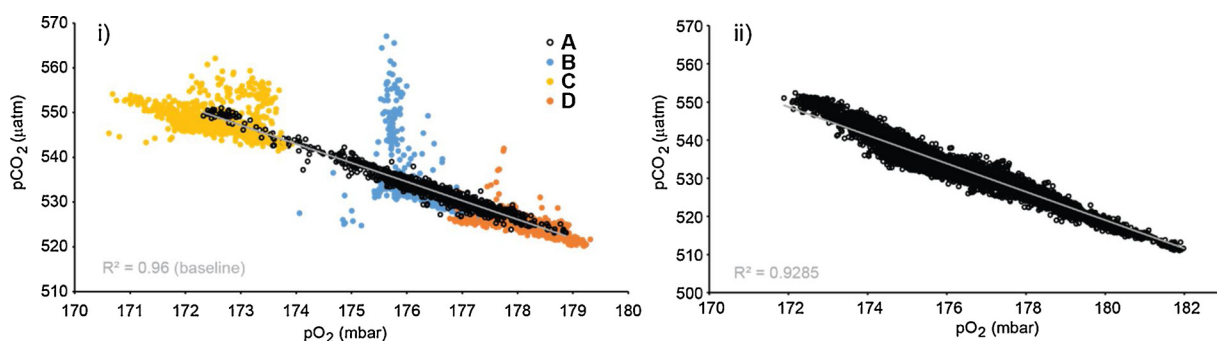 i)
570
560
550
540
530
520
510
pCO₂ (µatm)
A
B
C
D
R² = 0.96 (baseline)
170 171 172 173 174 175 176 177 178 179 180
pO₂ (mbar)
ii)
570
560
550
540
530
520
510
500
pCO₂ (µatm)
R² = 0.9285
170 172 174 176 178 180 182
pO₂ (mbar)